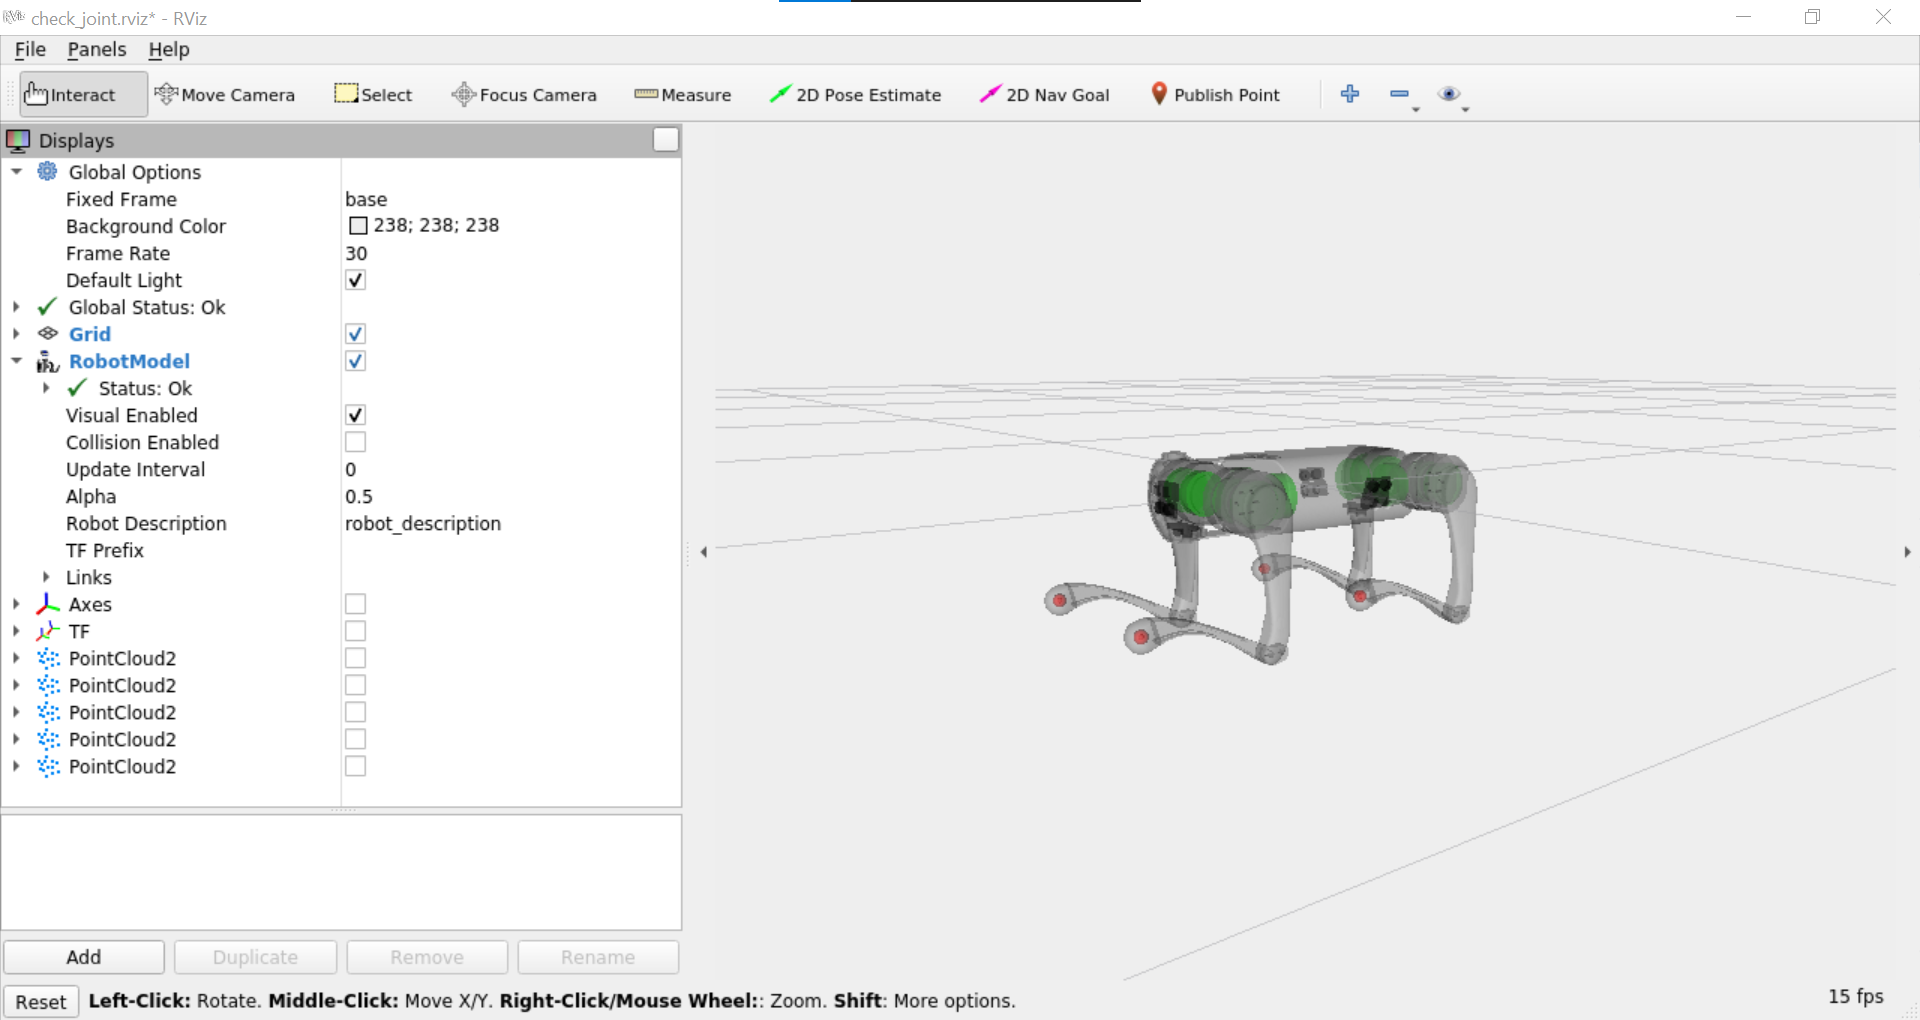 check_joint.rviz* - RViz
File Panels Help
Interact Move Camera Select Focus Camera Measure 2D Pose Estimate 2D Nav Goal Publish Point
Displays
Global Options
Fixed Frame base
Background Color 238; 238; 238
Frame Rate 30
Default Light
Global Status: Ok
Grid
RobotModel
Status: Ok
Visual Enabled
Collision Enabled
Update Interval 0
Alpha 0.5
Robot Description robot_description
TF Prefix
Links
Axes
TF
PointCloud2
PointCloud2
PointCloud2
PointCloud2
PointCloud2
Add Duplicate Remove Rename
Reset Left-Click: Rotate. Middle-Click: Move X/Y. Right-Click/Mouse Wheel:: Zoom. Shift: More options. 15 fps